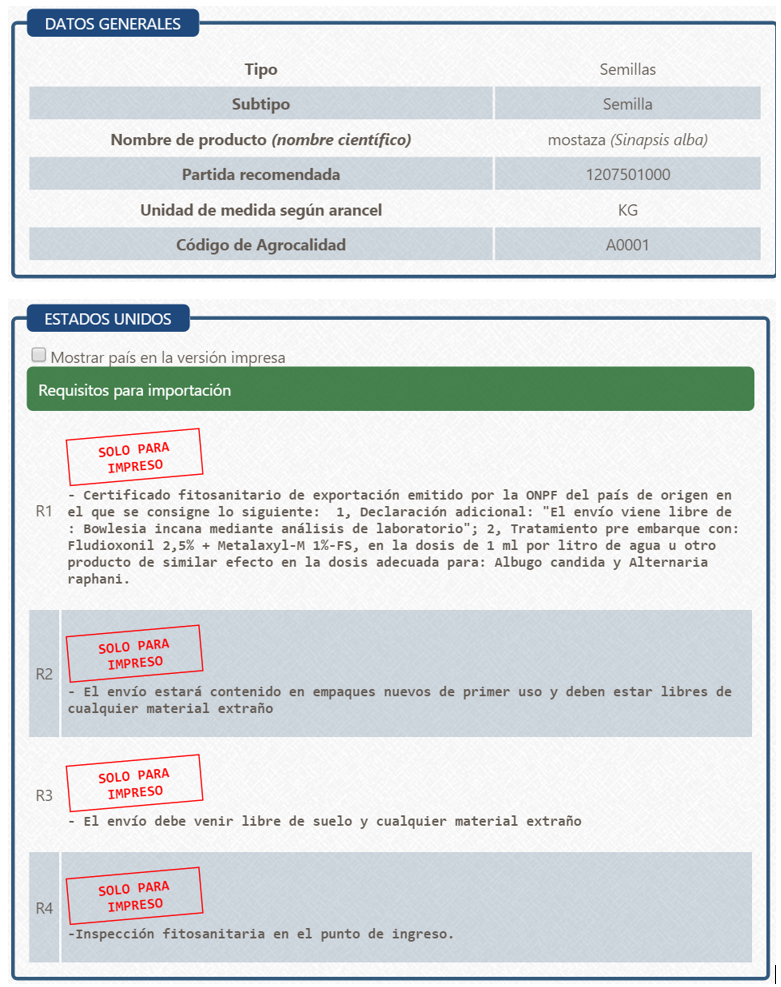 DATOS GENERALES
Tipo Semillas
Subtipo Semilla
Nombre de producto (nombre científico) mostaza (Sinapsis alba)
Partida recomendada 1207501000
Unidad de medida según arancel KG
Código de Agrocalidad A0001
ESTADOS UNIDOS
Mostrar país en la versión impresa
Requisitos para importación
SOLO PARA
IMPRESO
R1
- Certificado fitosanitario de exportación emitido por la ONPF del país de origen en
el que se consigne lo siguiente:  1, Declaración adicional: "El envío viene libre de
: Bowlesia incana mediante análisis de laboratorio"; 2, Tratamiento pre embarque con:
Fludioxonil 2,5% + Metalaxyl-M 1%-FS, en la dosis de 1 ml por litro de agua u otro
producto de similar efecto en la dosis adecuada para: Albugo candida y Alternaria
raphani.
SOLO PARA
IMPRESO
R2
- El envío estará contenido en empaques nuevos de primer uso y deben estar libres de
cualquier material extraño
SOLO PARA
IMPRESO
R3
- El envío debe venir libre de suelo y cualquier material extraño
SOLO PARA
IMPRESO
R4
-Inspección fitosanitaria en el punto de ingreso.